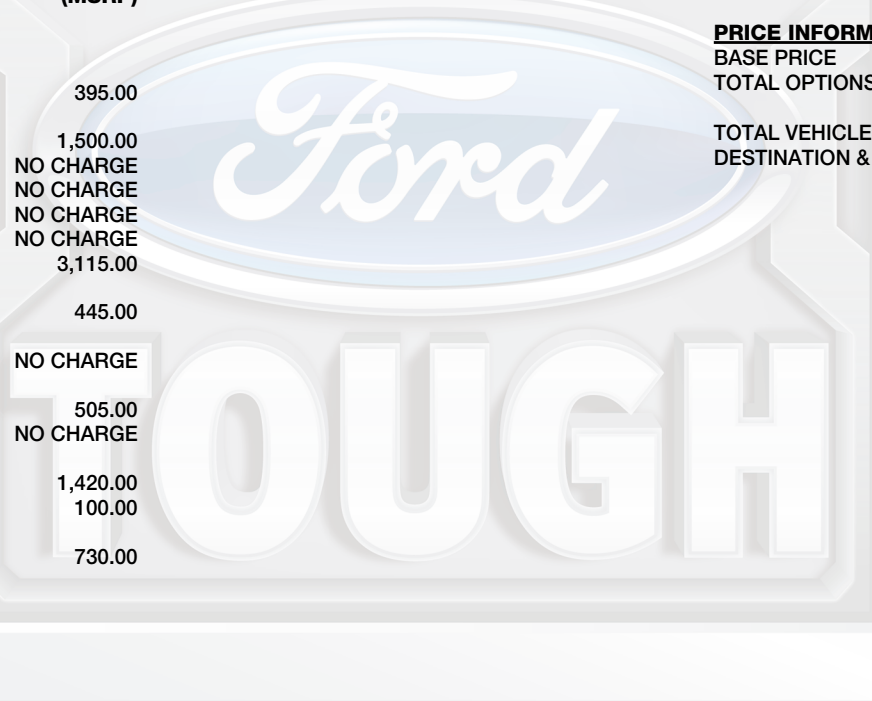 (MSRP)
395.00
1,500.00
NO CHARGE
NO CHARGE
NO CHARGE
NO CHARGE
3,115.00
445.00
NO CHARGE
505.00
NO CHARGE
1,420.00
100.00
730.00
PRICE INFORM
BASE PRICE
TOTAL OPTIONS
TOTAL VEHICLE
DESTINATION &
Ford
TOUGH